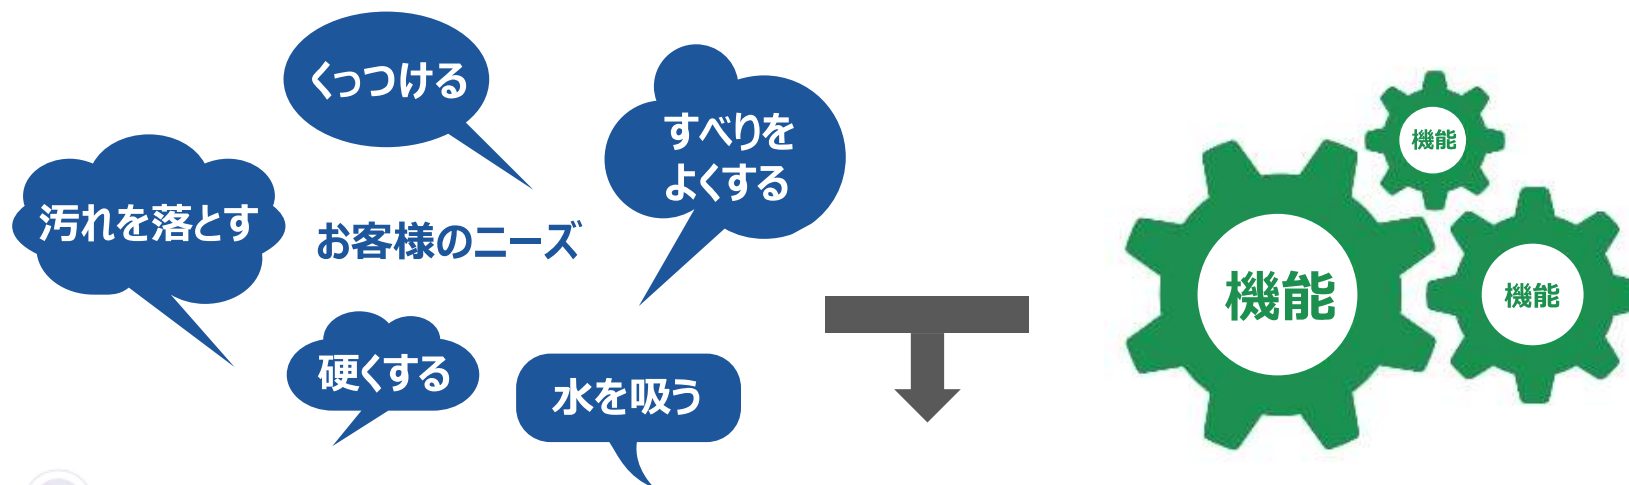 くっつける
すべりを
よくする
汚れを落とす
お客様のニーズ
硬くする
水を吸う
機能
機能
機能